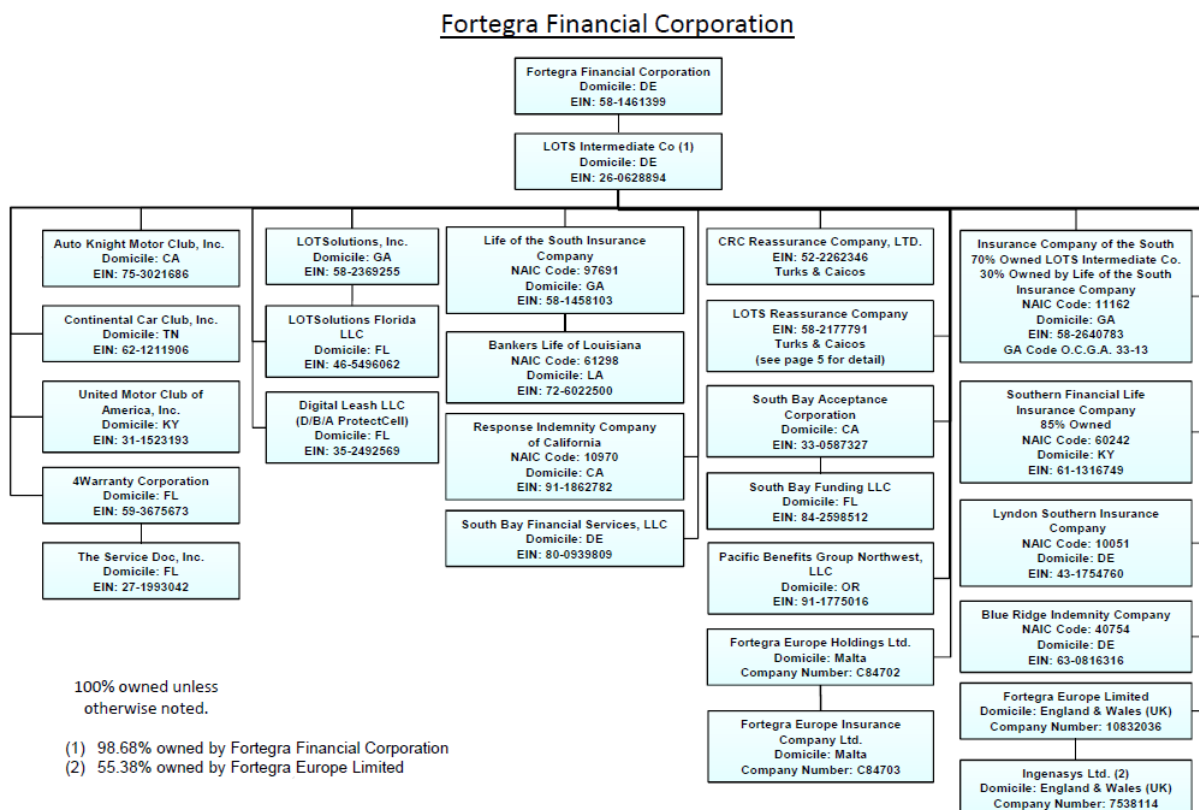 Fortegra Financial Corporation
Fortegra Financial Corporation
Domicile: DE
EIN: 58-1461399
LOTS Intermediate Co (1)
Domicile: DE
EIN: 26-0628894
Auto Knight Motor Club, Inc.
Domicile: CA
EIN: 75-3021686
Continental Car Club, Inc.
Domicile: TN
EIN: 62-1211906
United Motor Club of
America, Inc.
Domicile: KY
EIN: 31-1523193
4Warranty Corporation
Domicile: FL
EIN: 59-3675673
The Service Doc, Inc.
Domicile: FL
EIN: 27-1993042
LOTSolutions, Inc.
Domicile: GA
EIN: 58-2369255
LOTSolutions Florida
LLC
Domicile: FL
EIN: 46-5496062
Digital Leash LLC
(D/B/A ProtectCell)
Domicile: FL
EIN: 35-2492569
Life of the South Insurance
Company
NAIC Code: 97691
Domicile: GA
EIN: 58-1458103
Bankers Life of Louisiana
NAIC Code: 61298
Domicile: LA
EIN: 72-6022500
Response Indemnity Company
of California
NAIC Code: 10970
Domicile: CA
EIN: 91-1862782
South Bay Financial Services, LLC
Domicile: DE
EIN: 80-0939809
CRC Reassurance Company, LTD.
EIN: 52-2262346
Turks & Caicos
LOTS Reassurance Company
EIN: 58-2177791
Turks & Caicos
(see page 5 for detail)
South Bay Acceptance
Corporation
Domicile: CA
EIN: 33-0587327
South Bay Funding LLC
Domicile: FL
EIN: 84-2598512
Pacific Benefits Group Northwest,
LLC
Domicile: OR
EIN: 91-1775016
Fortegra Europe Holdings Ltd.
Domicile: Malta
Company Number: C84702
Fortegra Europe Insurance
Company Ltd.
Domicile: Malta
Company Number: C84703
Insurance Company of the South
70% Owned LOTS Intermediate Co.
30% Owned by Life of the South
Insurance Company
NAIC Code: 11162
Domicile: GA
EIN: 58-2640783
GA Code O.C.G.A. 33-13
Southern Financial Life
Insurance Company
85% Owned
NAIC Code: 60242
Domicile: KY
EIN: 61-1316749
Lyndon Southern Insurance
Company
NAIC Code: 10051
Domicile: DE
EIN: 43-1754760
Blue Ridge Indemnity Company
NAIC Code: 40754
Domicile: DE
EIN: 63-0816316
Fortegra Europe Limited
Domicile: England & Wales (UK)
Company Number: 10832036
Ingenasys Ltd. (2)
Domicile: England & Wales (UK)
Company Number: 7538114
100% owned unless
otherwise noted.
(1) 98.68% owned by Fortegra Financial Corporation
(2) 55.38% owned by Fortegra Europe Limited